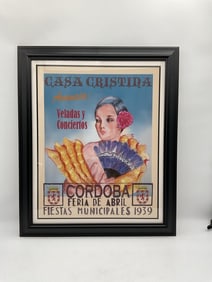 CASA CRISTINA
Veladas y
Conciertos
CORDOBA
FERIA DE ABRIL
FIESTAS MUNICIPALES 1939